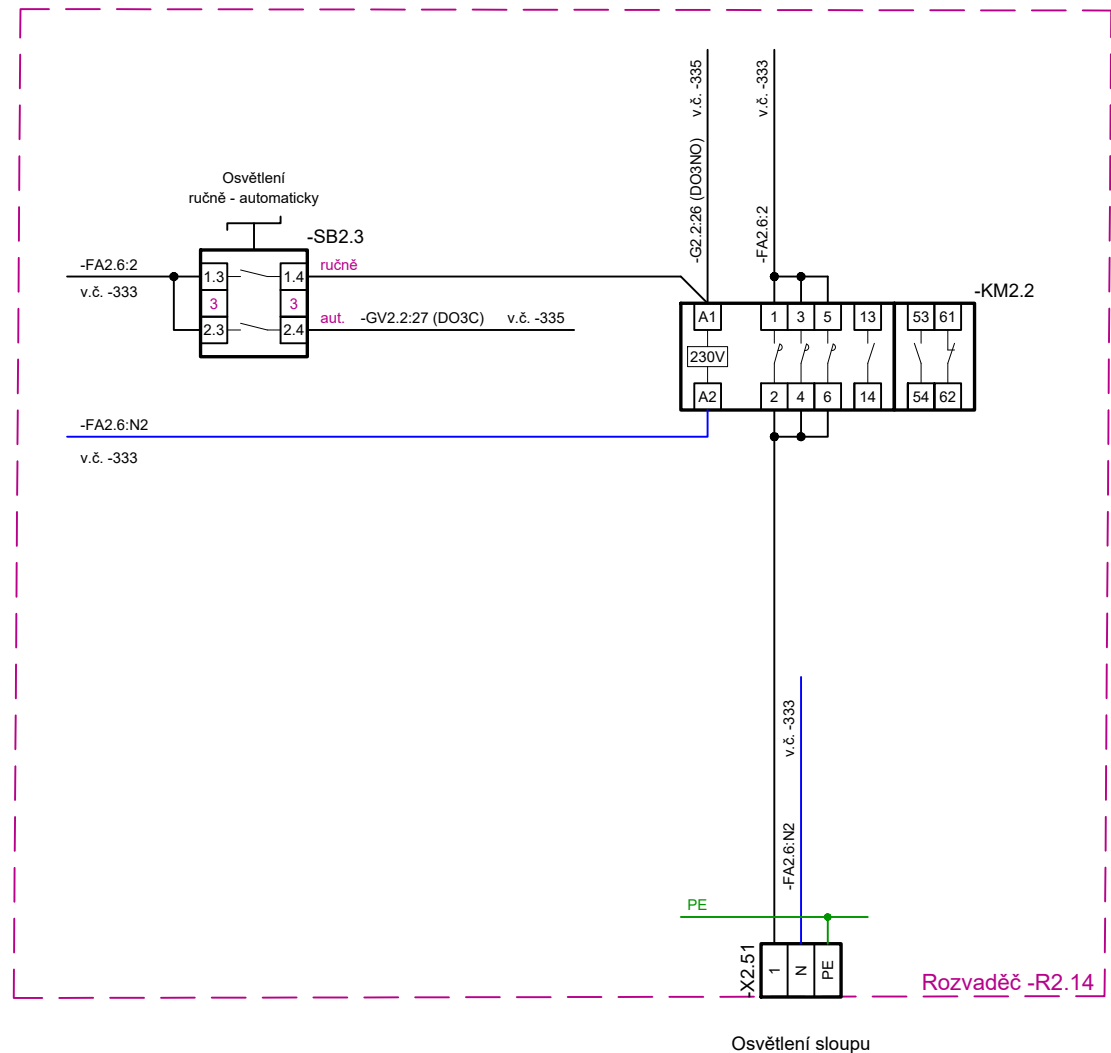 Osvětlení
ručně - automaticky
-SB2.3
-FA2.6:2
v.č. -333
1.3
1.4
ručně
3
3
2.3
2.4
aut.
-GV2.2:27 (DO3C)
v.č. -335
-FA2.6:N2
v.č. -333
-G2.2:26 (DO3NO)
v.č. -335
-FA2.6:2
v.č. -333
-KM2.2
A1
1
3
5
13
53
61
230V
A2
2
4
6
14
54
62
-FA2.6:N2
v.č. -333
PE
-X2.51
1
N
PE
Rozvaděč -R2.14
Osvětlení sloupu